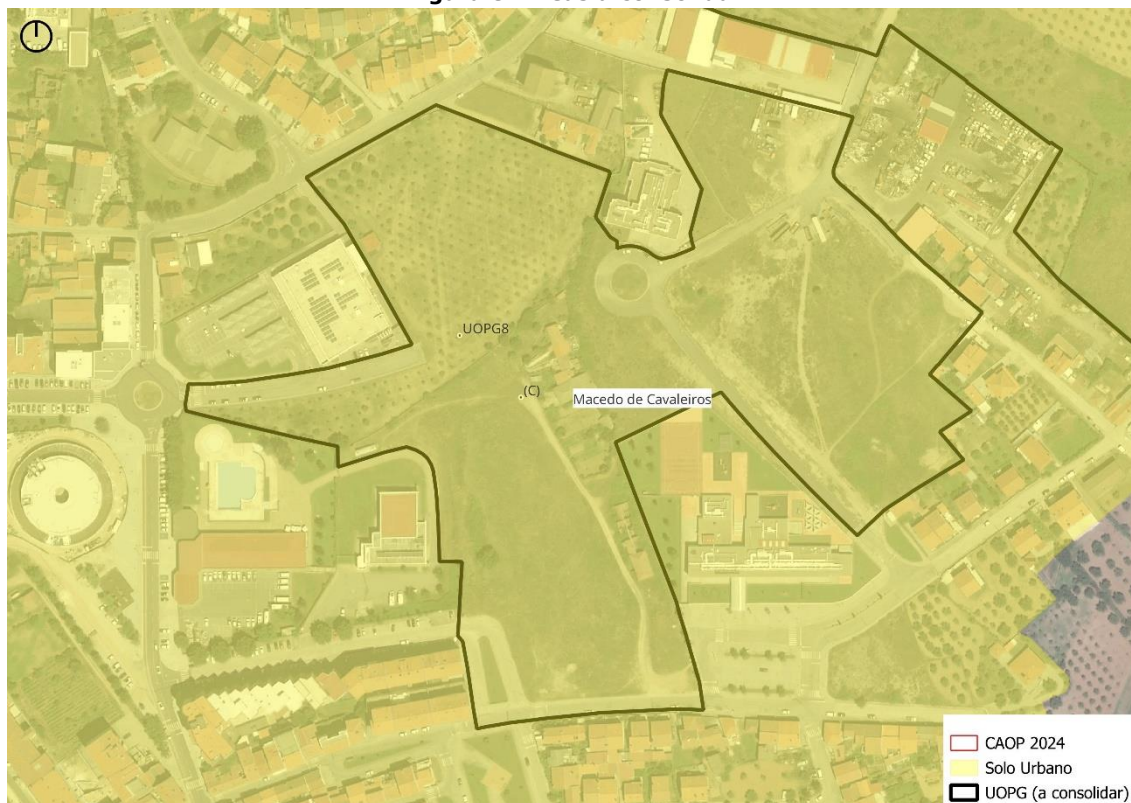 UOPG8
(C)
Macedo de Cavaleiros
CAOP 2024
Solo Urbano
UOPG (a consolidar)